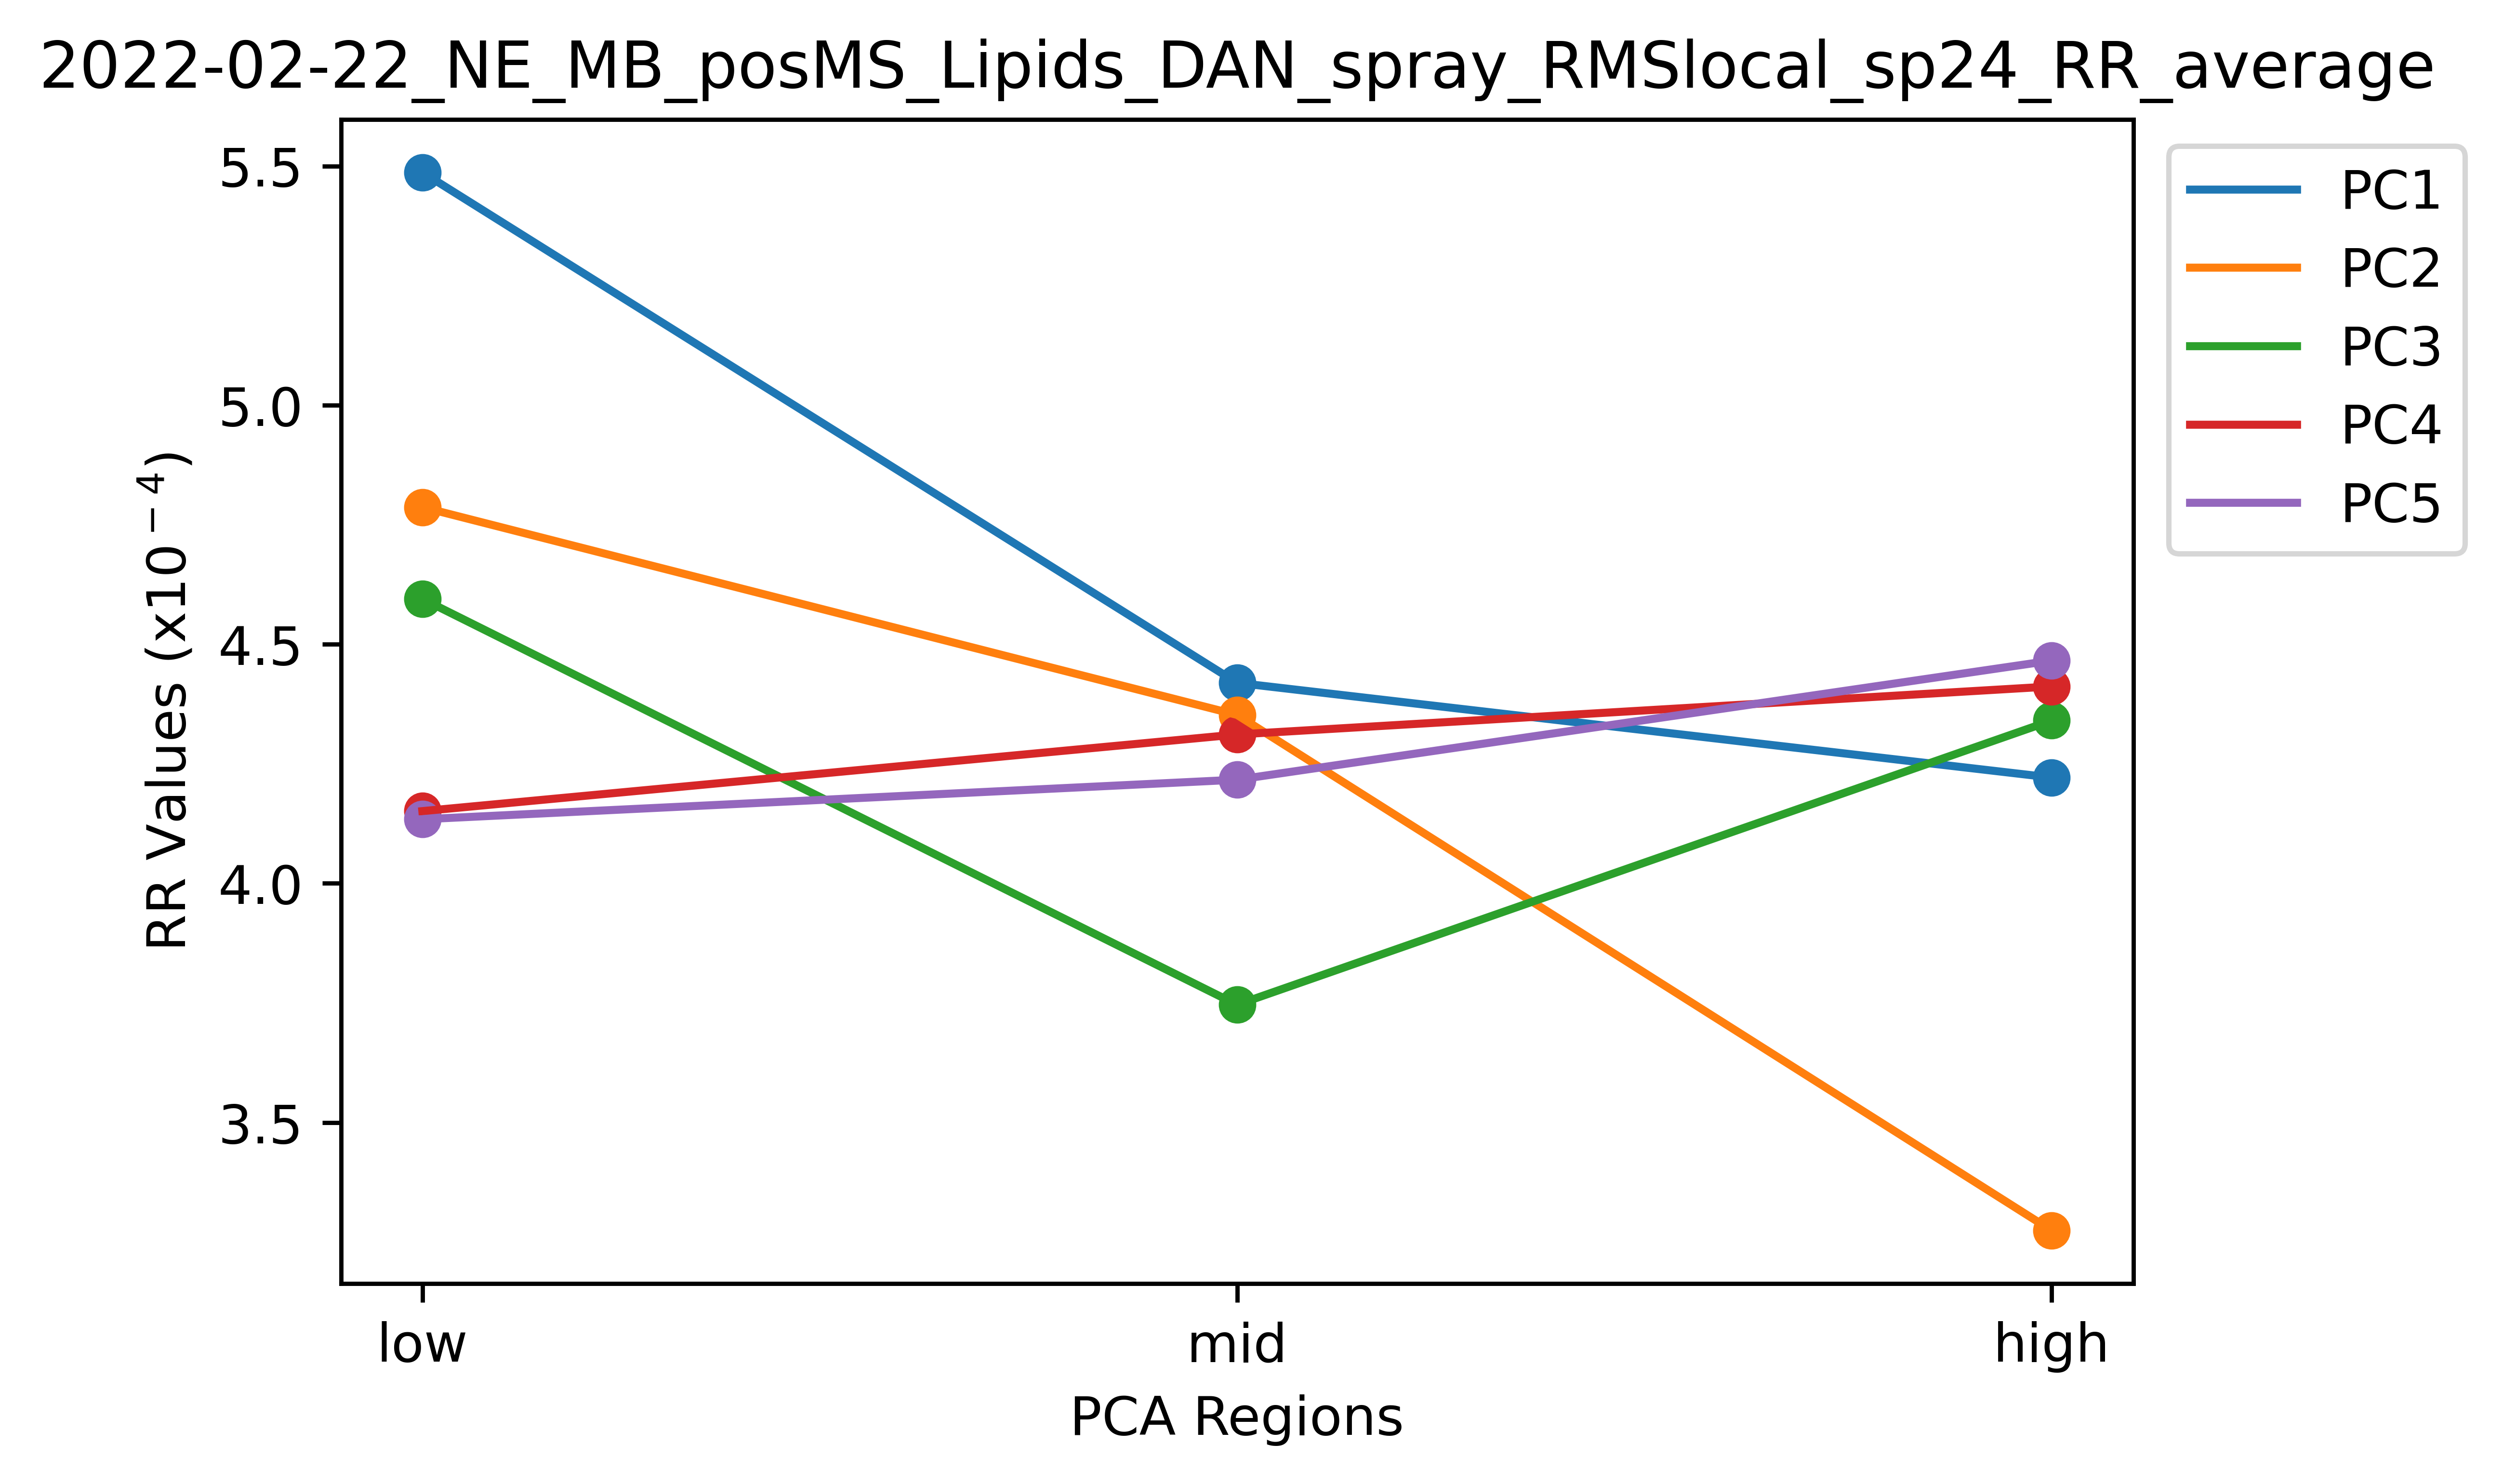 2022-02-22_NE_MB_posMS_Lipids_DAN_spray_RMSlocal_sp24_RR_average
5.5
5.0
4.5
4.0
3.5
RR Values (x10⁻⁴)
low
mid
high
PCA Regions
PC1
PC2
PC3
PC4
PC5